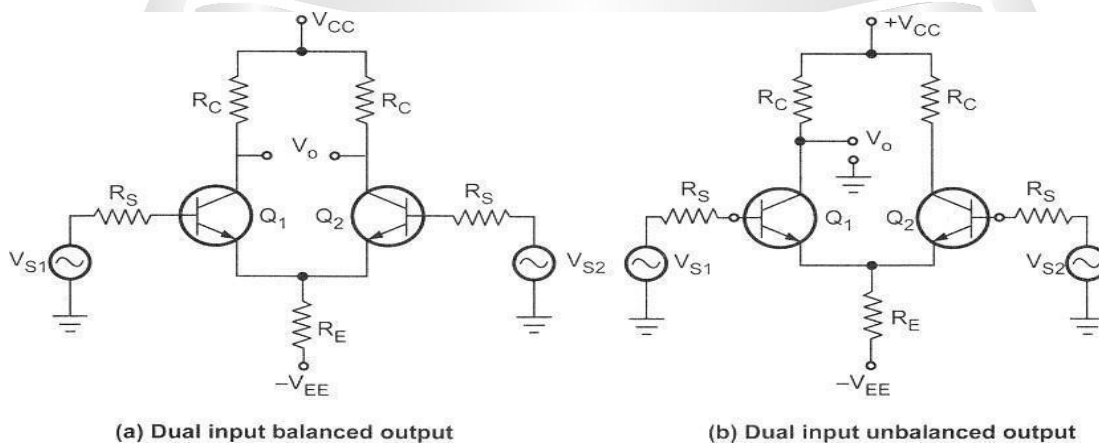 V_CC
R_C R_C
V_o
R_S
Q_1 Q_2
R_S
V_S1 V_S2
R_E
–V_EE
(a) Dual input balanced output
+V_CC
R_C R_C
V_o
R_S
Q_1 Q_2
R_S
V_S1 V_S2
R_E
–V_EE
(b) Dual input unbalanced output